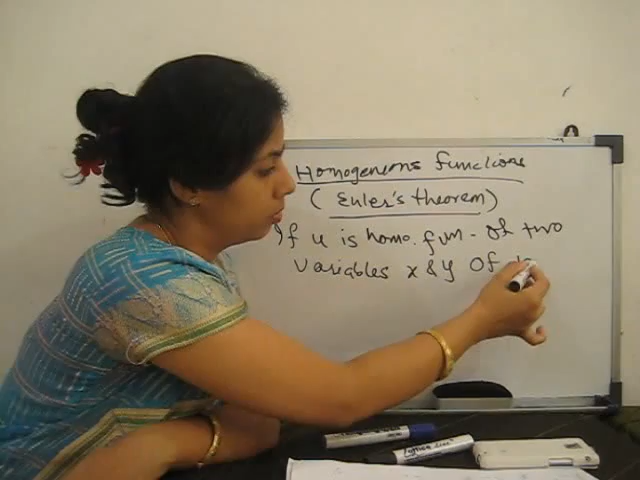 Homogeneous functions
(Euler's theorem)
If u is homo. fun. of two
variables x & y of